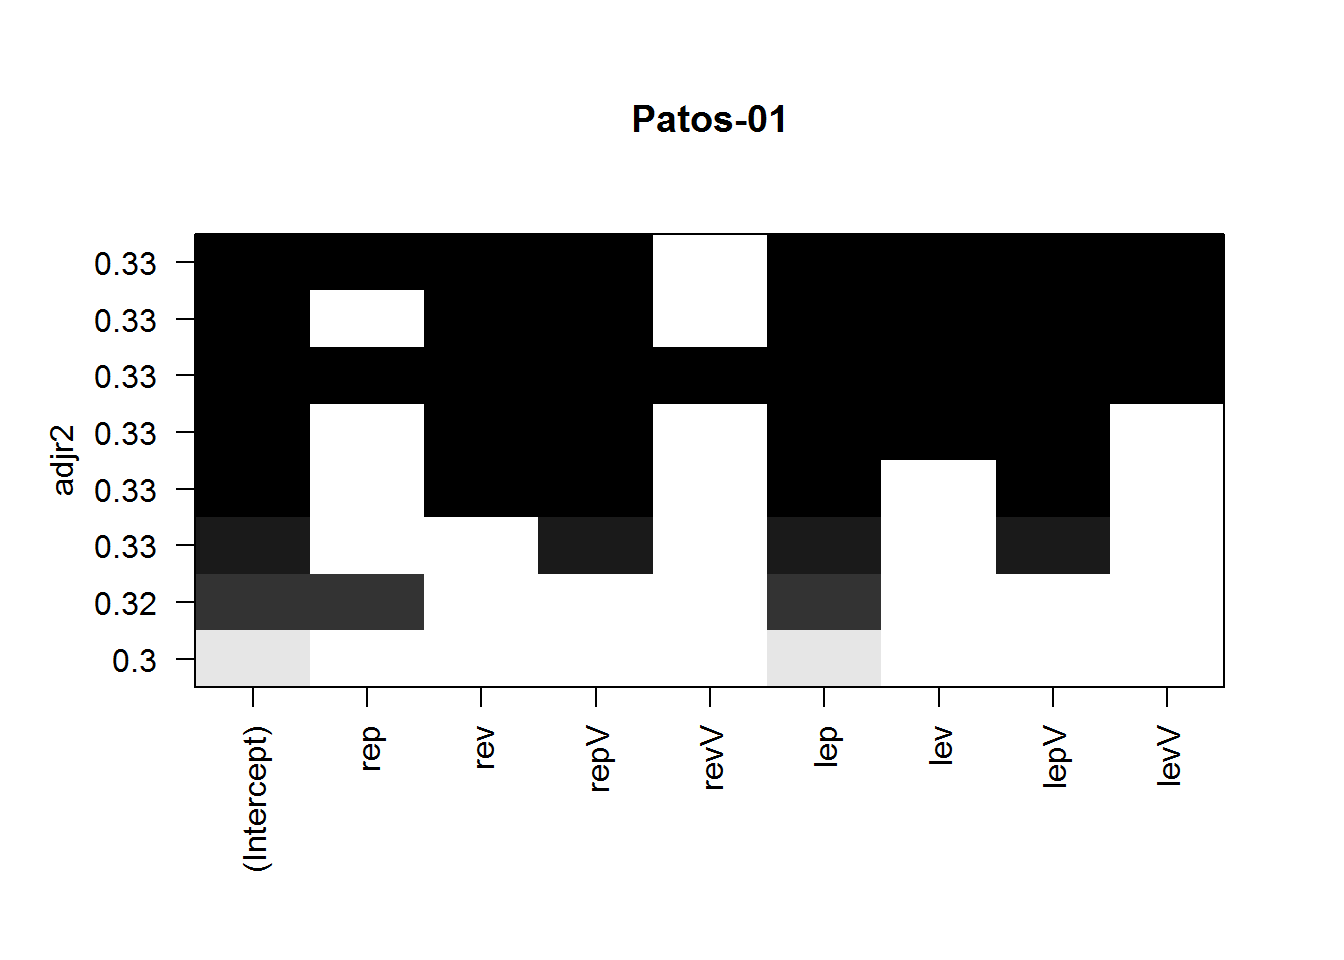 Patos-01
adjr2
0.33
0.33
0.33
0.33
0.33
0.33
0.32
0.3
(Intercept)
rep
rev
repV
revV
lep
lev
lepV
levV